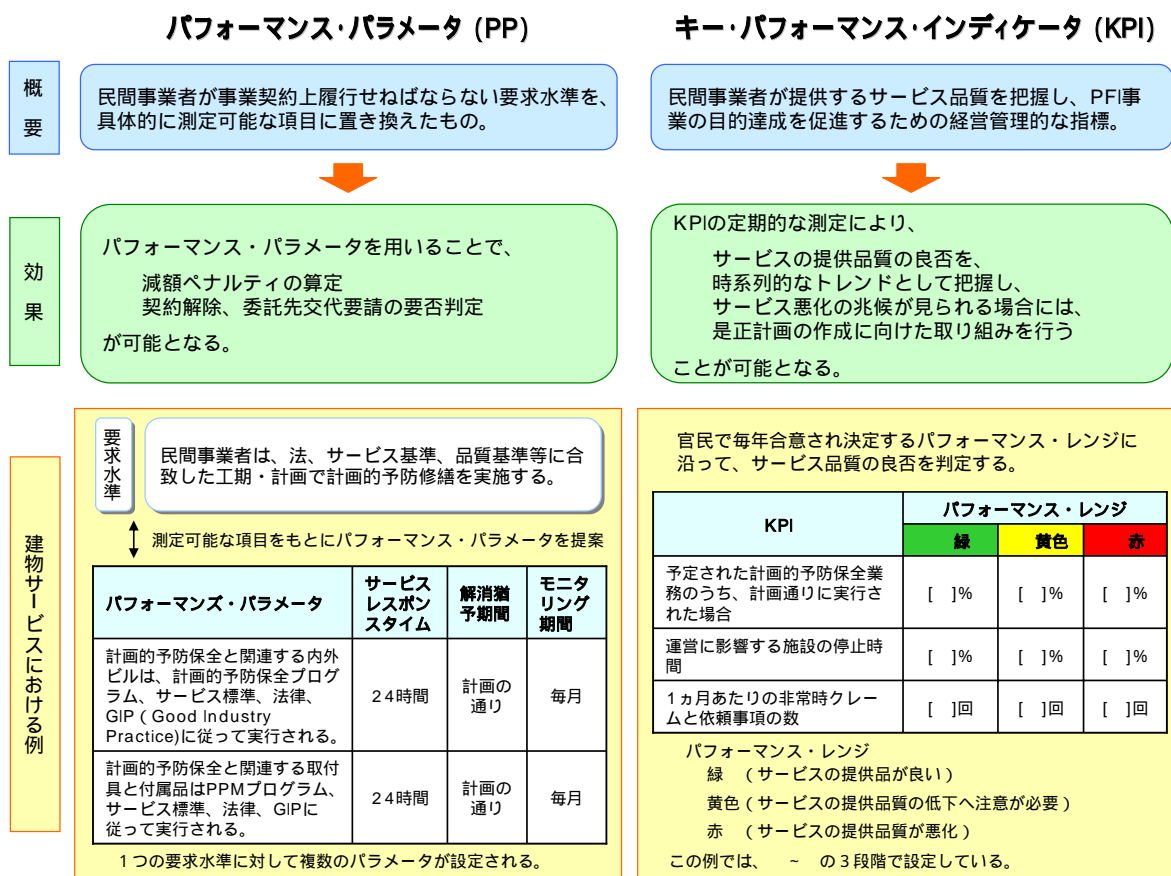 パフォーマンス・パラメータ (PP)
キー・パフォーマンス・インディケータ (KPI)
概要
民間事業者が事業契約上履行せねばならない要求水準を、
具体的に測定可能な項目に置き換えたもの。
民間事業者が提供するサービス品質を把握し、PFI事
業の目的達成を促進するための経営管理的な指標。
効果
パフォーマンス・パラメータを用いることで、
減額ペナルティの算定
契約解除、委託先交代要請の要否判定
が可能となる。
KPIの定期的な測定により、
サービスの提供品質の良否を、
時系列的なトレンドとして把握し、
サービス悪化の兆候が見られる場合には、
是正計画の作成に向けた取り組みを行う
ことが可能となる。
建物サービスにおける例
要求水準
民間事業者は、法、サービス基準、品質基準等に合
致した工期・計画で計画的予防修繕を実施する。
測定可能な項目をもとにパフォーマンス・パラメータを提案
パフォーマンズ・パラメータ
サービス
レスポン
スタイム
解消猶
予期間
モニタ
リング
期間
計画的予防保全と関連する内外
ビルは、計画的予防保全プログ
ラム、サービス標準、法律、
GIP ( Good Industry
Practice)に従って実行される。
24時間
計画の
通り
毎月
計画的予防保全と関連する取付
具と付属品はPPMプログラム、
サービス標準、法律、GIPに
従って実行される。
24時間
計画の
通り
毎月
1つの要求水準に対して複数のパラメータが設定される。
官民で毎年合意され決定するパフォーマンス・レンジに
沿って、サービス品質の良否を判定する。
KPI
パフォーマンス・レンジ
緑 黄色 赤
予定された計画的予防保全業
務のうち、計画通りに実行さ
れた場合
[ ]% [ ]% [ ]%
運営に影響する施設の停止時
間
[ ]% [ ]% [ ]%
1ヵ月あたりの非常時クレー
ムと依頼事項の数
[ ]回 [ ]回 [ ]回
パフォーマンス・レンジ
緑 (サービスの提供品が良い)
黄色(サービスの提供品質の低下へ注意が必要)
赤 (サービスの提供品質が悪化)
この例では、 ~ の3段階で設定している。